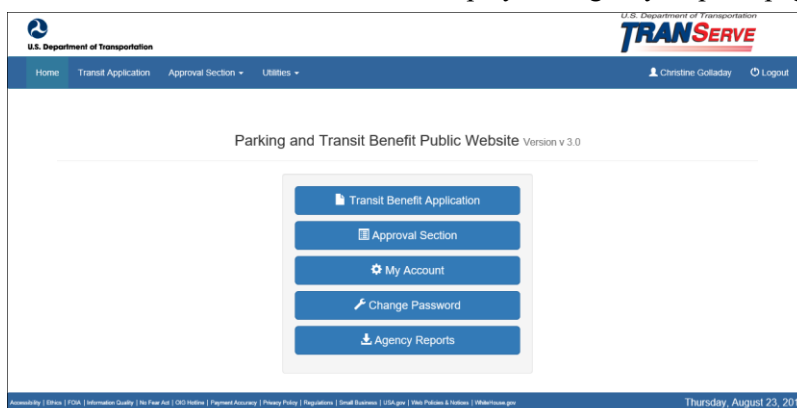 U.S. Department of Transportation
U.S. Department of Transportation
TRANSERVE
Home Transit Application Approval Section Utilities Christine Golladay Logout
Parking and Transit Benefit Public Website Version v 3.0
Transit Benefit Application
Approval Section
My Account
Change Password
Agency Reports
Accessibility | Ethics | FOIA | Information Quality | No Fear Act | OIG Hotline | Payment Accuracy | Privacy Policy | Regulations | Small Business | USA.gov | Web Policies & Notices | WhiteHouse.gov Thursday, August 23, 201